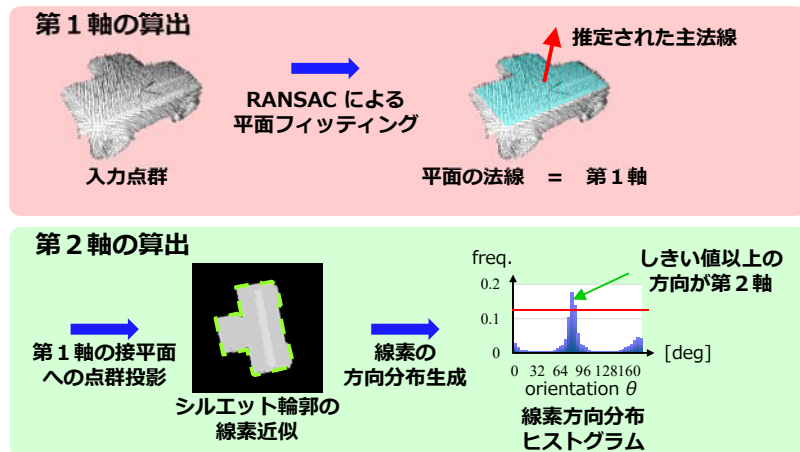 第1軸の算出
推定された主法線
RANSAC による
平面フィッティング
入力点群
平面の法線 = 第1軸
第2軸の算出
第1軸の接平面
への点群投影
シルエット輪郭の
線素近似
線素の
方向分布生成
freq.
しきい値以上の
方向が第2軸
0.2
0.1
0
[deg]
0 32 64 96 128 160
orientation θ
線素方向分布
ヒストグラム